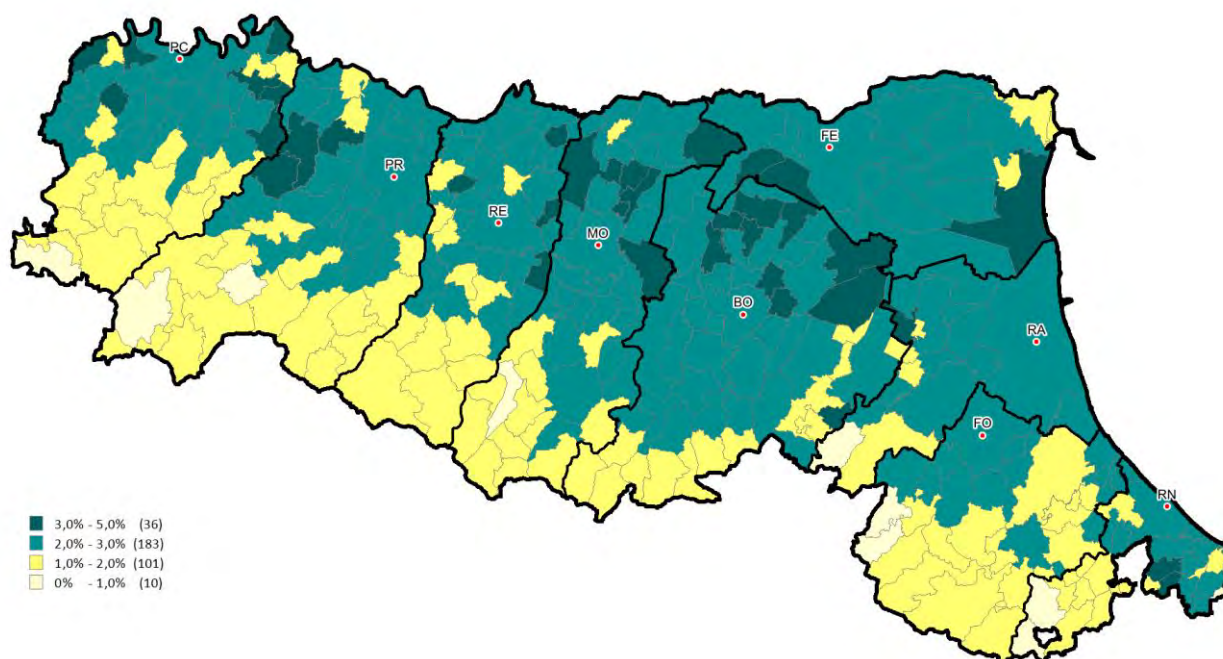 PC
FE
PR
RE
MO
BO
RA
FO
RN
3,0% - 5,0% (36)
2,0% - 3,0% (183)
1,0% - 2,0% (101)
0% - 1,0% (10)